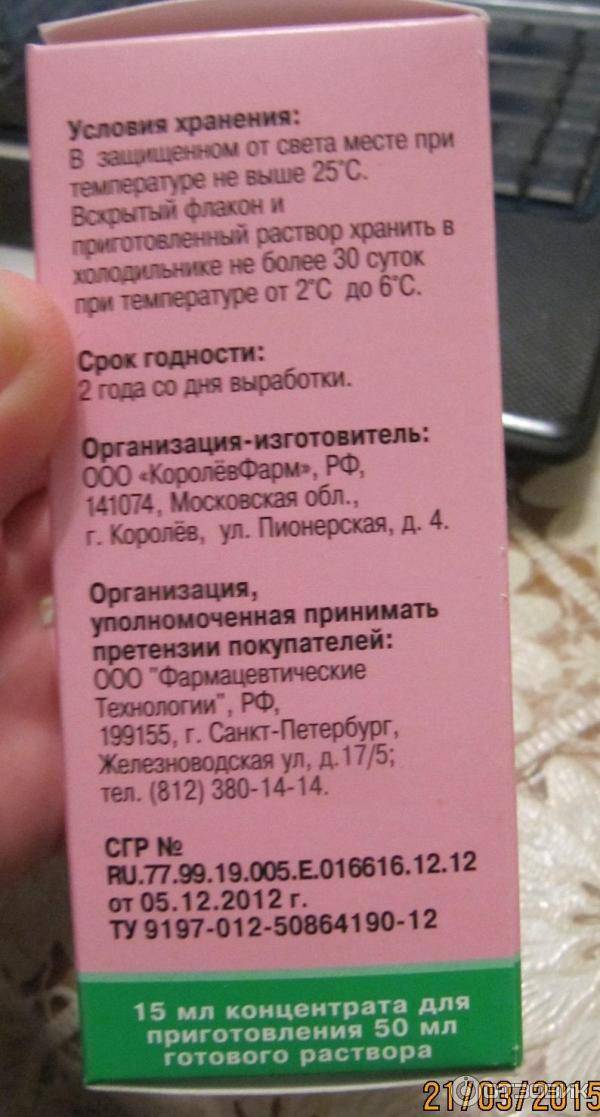 Условия хранения:
В защищенном от света месте при
температуре не выше 25°С.
Вскрытый флакон и
приготовленный раствор хранить в
холодильнике не более 30 суток
при температуре от 2°С до 6°С.
Срок годности:
2 года со дня выработки.
Организация-изготовитель:
ООО «КоролёвФарм», РФ,
141074, Московская обл.,
г. Королёв, ул. Пионерская, д. 4.
Организация,
уполномоченная принимать
претензии покупателей:
ООО "Фармацевтические
Технологии", РФ,
199155, г. Санкт-Петербург,
Железноводская ул, д.17/5;
тел. (812) 380-14-14.
СГР №
RU.77.99.19.005.Е.016616.12.12
от 05.12.2012 г.
ТУ 9197-012-50864190-12
15 мл концентрата для
приготовления 50 мл
готового раствора
21/03/2015
отзовик